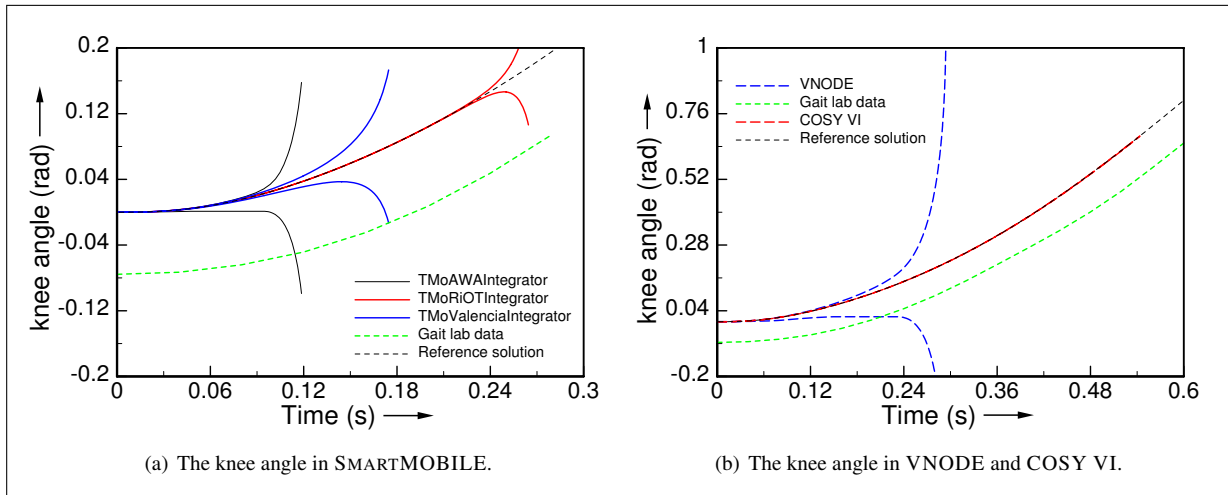 0.2
0.12
0.04
-0.04
-0.12
-0.2
knee angle (rad)
TMoAWAIntegrator
TMoRiOTIntegrator
TMoValenciaIntegrator
Gait lab data
Reference solution
0 0.06 0.12 0.18 0.24 0.3
Time (s)
(a) The knee angle in SMARTMOBILE.
1
0.76
0.52
0.28
0.04
-0.2
knee angle (rad)
VNODE
Gait lab data
COSY VI
Reference solution
0 0.12 0.24 0.36 0.48 0.6
Time (s)
(b) The knee angle in VNODE and COSY VI.